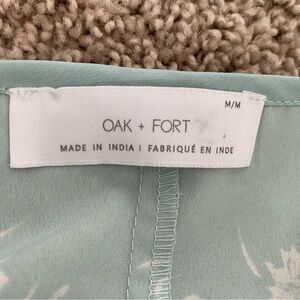 M/M
OAK + FORT
MADE IN INDIA | FABRIQUÉ EN INDE